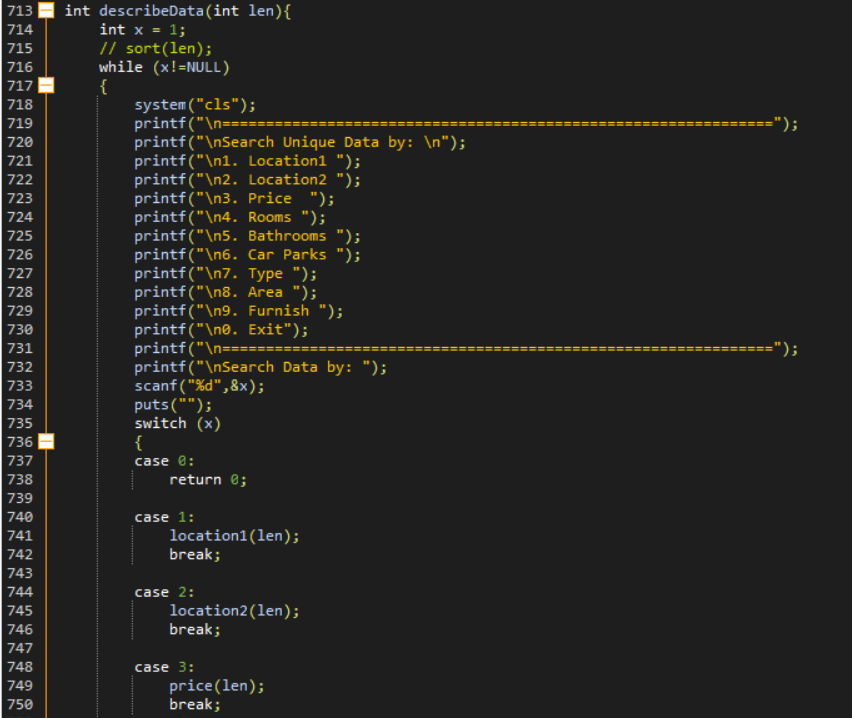 713 int describeData(int len){
714 int x = 1;
715 // sort(len);
716 while (x!=NULL)
717 {
718 system("cls");
719 printf("\n===============================================================");
720 printf("\nSearch Unique Data by: \n");
721 printf("\n1. Location1 ");
722 printf("\n2. Location2 ");
723 printf("\n3. Price  ");
724 printf("\n4. Rooms ");
725 printf("\n5. Bathrooms ");
726 printf("\n6. Car Parks ");
727 printf("\n7. Type ");
728 printf("\n8. Area ");
729 printf("\n9. Furnish ");
730 printf("\n0. Exit");
731 printf("\n===============================================================");
732 printf("\nSearch Data by: ");
733 scanf("%d",&x);
734 puts("");
735 switch (x)
736 {
737 case 0:
738 return 0;
739
740 case 1:
741 location1(len);
742 break;
743
744 case 2:
745 location2(len);
746 break;
747
748 case 3:
749 price(len);
750 break;